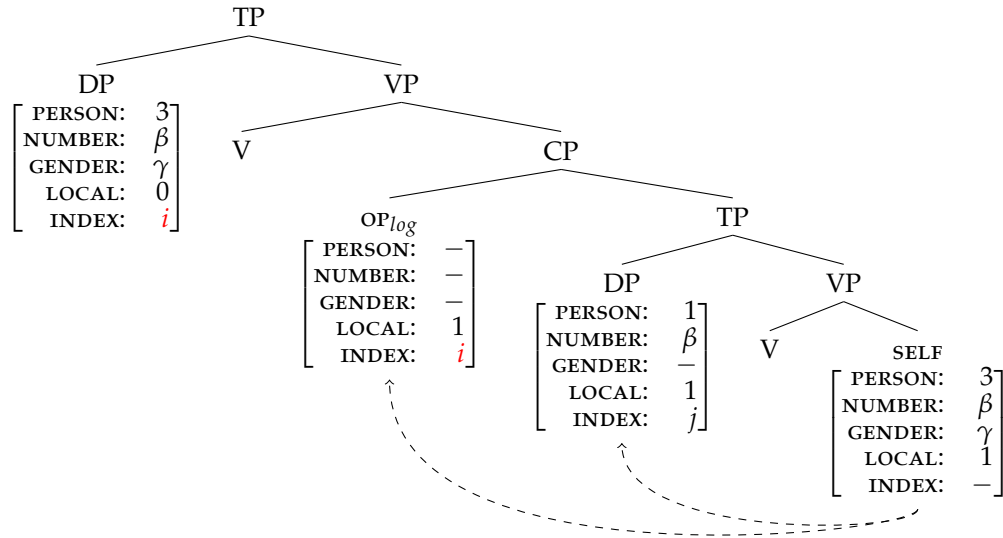 TP
DP
VP
PERSON: 3
NUMBER: β
GENDER: γ
LOCAL: 0
INDEX: i
V
CP
OP_log
PERSON: −
NUMBER: −
GENDER: −
LOCAL: 1
INDEX: i
TP
DP
PERSON: 1
NUMBER: β
GENDER: −
LOCAL: 1
INDEX: j
VP
V
SELF
PERSON: 3
NUMBER: β
GENDER: γ
LOCAL: 1
INDEX: −